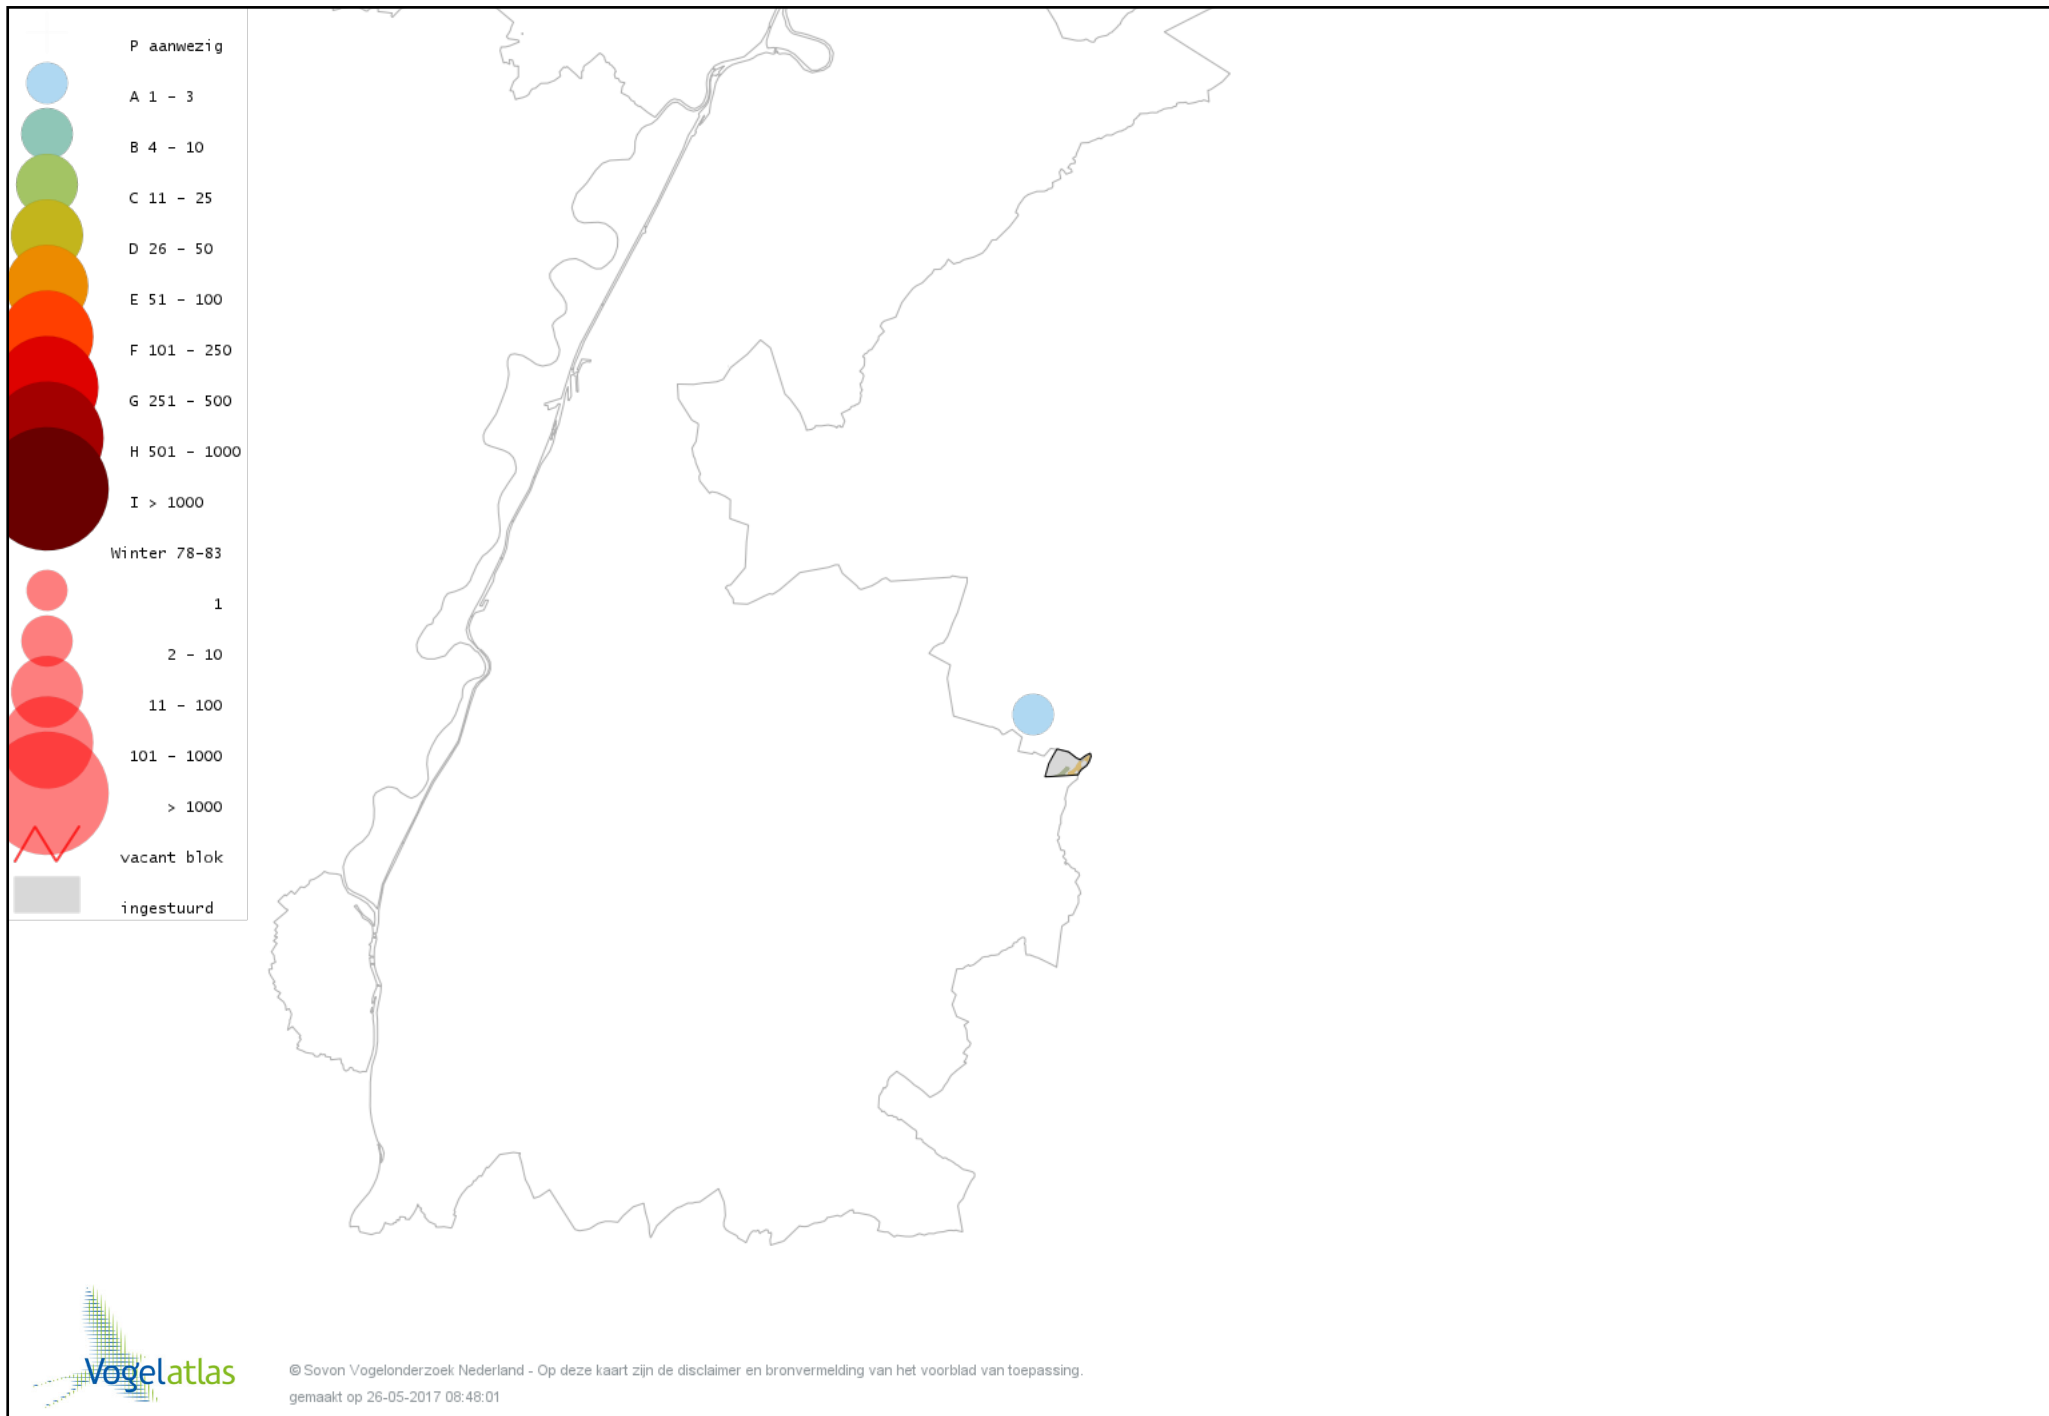 P aanwezig
A 1 - 3
B 4 - 10
C 11 - 25
D 26 - 50
E 51 - 100
F 101 - 250
G 251 - 500
H 501 - 1000
I > 1000
Winter 78-83
1
2 - 10
11 - 100
101 - 1000
> 1000
vacant blok
ingestuurd
Vogelatlas
© Sovon Vogelonderzoek Nederland - Op deze kaart zijn de disclaimer en bronvermelding van het voorblad van toepassing.
gemaakt op 26-05-2017 08:48:01